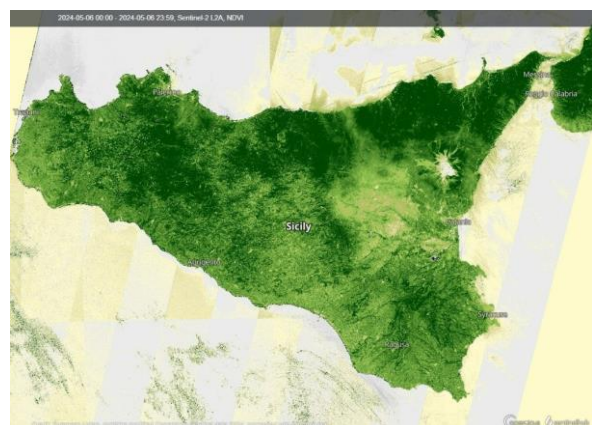 2024-05-06 00:00 - 2024-05-06 23:59, Sentinel-2 L2A, NDVI
Messina
Palermo
Reggio Calabria
Trapani
Catania
Sicily
Agrigento
Syracuse
Ragusa